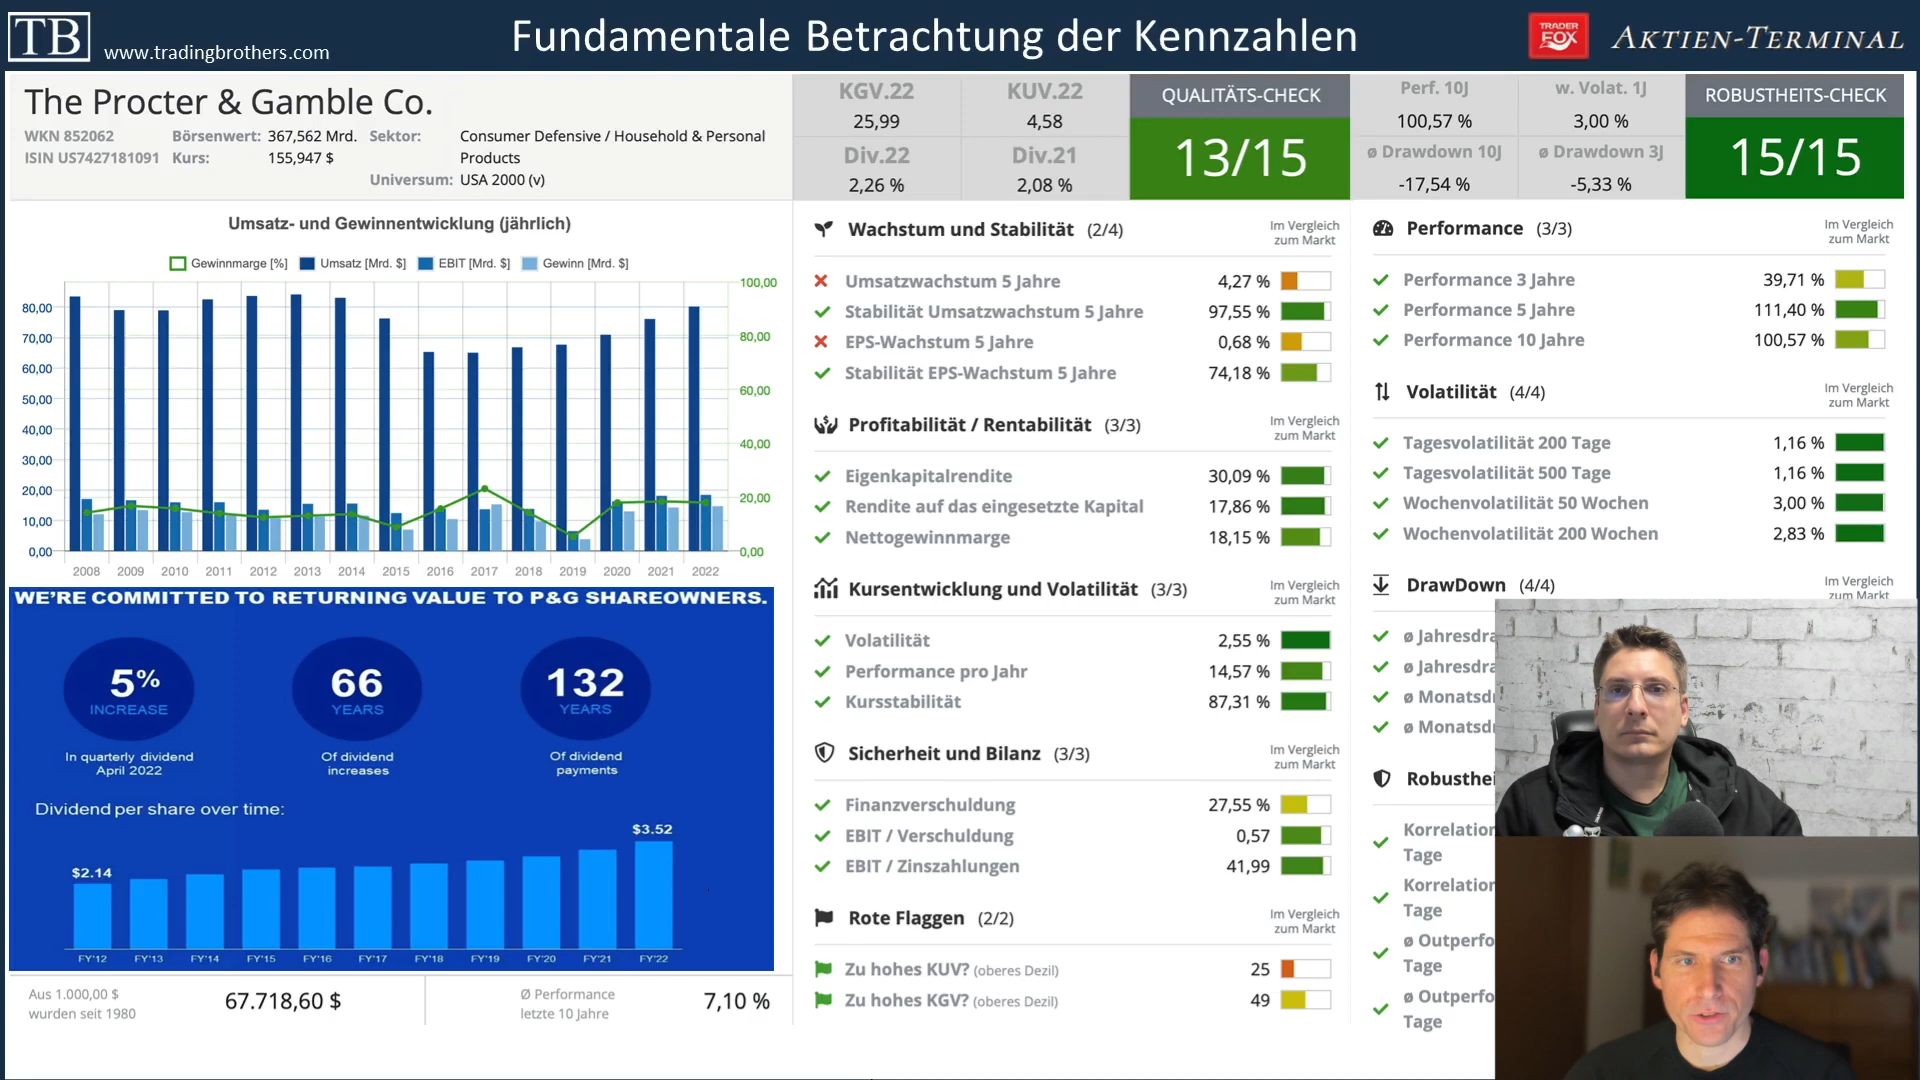 TB
www.tradingbrothers.com
Fundamentale Betrachtung der Kennzahlen
TRADER FOX
AKTIEN-TERMINAL
The Procter & Gamble Co.
WKN 852062
ISIN US7427181091
Börsenwert: 367,562 Mrd.
Kurs: 155,947 $
Sektor: Consumer Defensive / Household & Personal
Products
Universum: USA 2000 (v)
KGV.22
25,99
KUV.22
4,58
Div.22
2,26 %
Div.21
2,08 %
QUALITÄTS-CHECK
13/15
Perf. 10J
100,57 %
w. Volat. 1J
3,00 %
ø Drawdown 10J
-17,54 %
ø Drawdown 3J
-5,33 %
ROBUSTHEITS-CHECK
15/15
Umsatz- und Gewinnentwicklung (jährlich)
Gewinnmarge [%] Umsatz [Mrd. $] EBIT [Mrd. $] Gewinn [Mrd. $]
80,00
70,00
60,00
50,00
40,00
30,00
20,00
10,00
0,00
100,00
80,00
60,00
40,00
20,00
0,00
2008 2009 2010 2011 2012 2013 2014 2015 2016 2017 2018 2019 2020 2021 2022
WE'RE COMMITTED TO RETURNING VALUE TO P&G SHAREOWNERS.
5%
INCREASE
In quarterly dividend
April 2022
66
YEARS
Of dividend
increases
132
YEARS
Of dividend
payments
Dividend per share over time:
$2.14
$3.52
FY'12 FY'13 FY'14 FY'15 FY'16 FY'17 FY'18 FY'19 FY'20 FY'21 FY'22
Aus 1.000,00 $
wurden seit 1980
67.718,60 $
Ø Performance
letzte 10 Jahre
7,10 %
Wachstum und Stabilität (2/4)
Im Vergleich
zum Markt
Umsatzwachstum 5 Jahre 4,27 %
Stabilität Umsatzwachstum 5 Jahre 97,55 %
EPS-Wachstum 5 Jahre 0,68 %
Stabilität EPS-Wachstum 5 Jahre 74,18 %
Profitabilität / Rentabilität (3/3)
Im Vergleich
zum Markt
Eigenkapitalrendite 30,09 %
Rendite auf das eingesetzte Kapital 17,86 %
Nettogewinnmarge 18,15 %
Kursentwicklung und Volatilität (3/3)
Im Vergleich
zum Markt
Volatilität 2,55 %
Performance pro Jahr 14,57 %
Kursstabilität 87,31 %
Sicherheit und Bilanz (3/3)
Im Vergleich
zum Markt
Finanzverschuldung 27,55 %
EBIT / Verschuldung 0,57
EBIT / Zinszahlungen 41,99
Rote Flaggen (2/2)
Im Vergleich
zum Markt
Zu hohes KUV? (oberes Dezil) 25
Zu hohes KGV? (oberes Dezil) 49
Performance (3/3)
Im Vergleich
zum Markt
Performance 3 Jahre 39,71 %
Performance 5 Jahre 111,40 %
Performance 10 Jahre 100,57 %
Volatilität (4/4)
Im Vergleich
zum Markt
Tagesvolatilität 200 Tage 1,16 %
Tagesvolatilität 500 Tage 1,16 %
Wochenvolatilität 50 Wochen 3,00 %
Wochenvolatilität 200 Wochen 2,83 %
DrawDown (4/4)
Im Vergleich
zum Markt
ø Jahresdra
ø Jahresdra
ø Monatsdr
ø Monatsdr
Robusthei
Korrelation
Tage
Korrelation
Tage
ø Outperfo
Tage
ø Outperfo
Tage